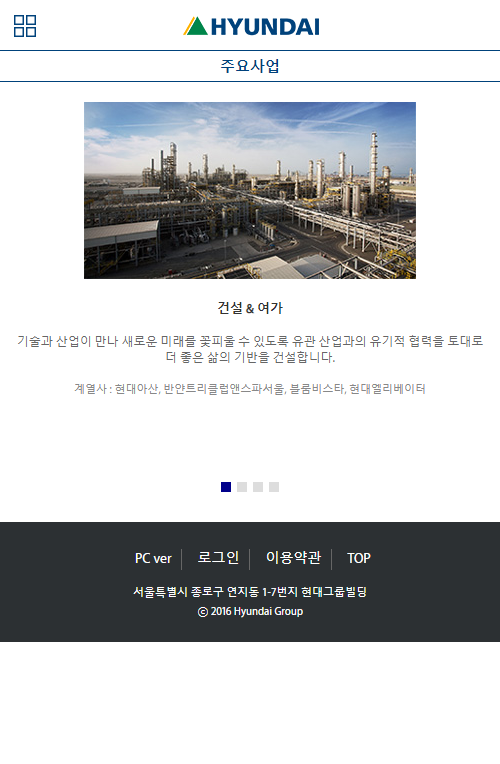 HYUNDAI
주요사업
건설 & 여가
기술과 산업이 만나 새로운 미래를 꽃피울 수 있도록 유관 산업과의 유기적 협력을 토대로
더 좋은 삶의 기반을 건설합니다.
계열사 : 현대아산, 반얀트리클럽앤스파서울, 블룸비스타, 현대엘리베이터
PC ver
로그인
이용약관
TOP
서울특별시 종로구 연지동 1-7번지 현대그룹빌딩
ⓒ 2016 Hyundai Group